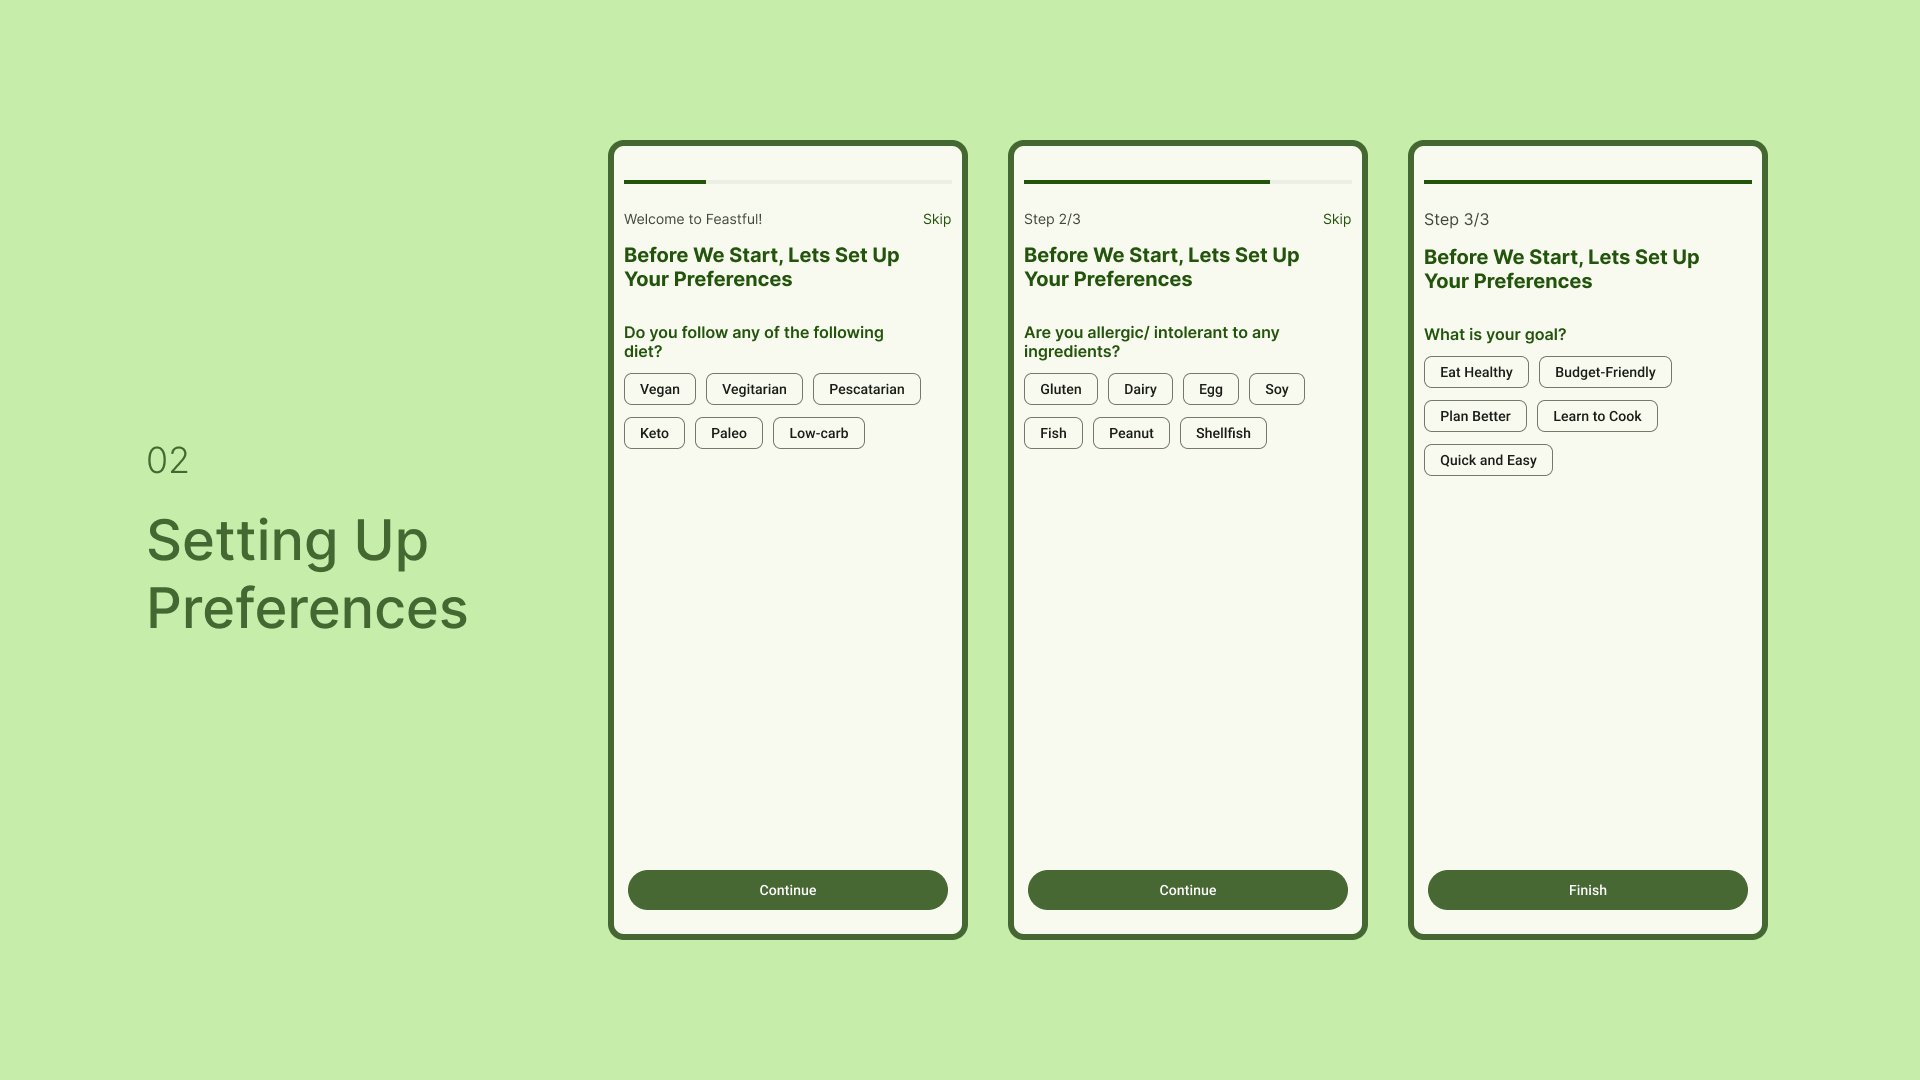 02
Setting Up
Preferences
Welcome to Feastful!
Skip
Before We Start, Lets Set Up
Your Preferences
Do you follow any of the following
diet?
Vegan
Vegitarian
Pescatarian
Keto
Paleo
Low-carb
Continue
Step 2/3
Skip
Before We Start, Lets Set Up
Your Preferences
Are you allergic/ intolerant to any
ingredients?
Gluten
Dairy
Egg
Soy
Fish
Peanut
Shellfish
Continue
Step 3/3
Before We Start, Lets Set Up
Your Preferences
What is your goal?
Eat Healthy
Budget-Friendly
Plan Better
Learn to Cook
Quick and Easy
Finish